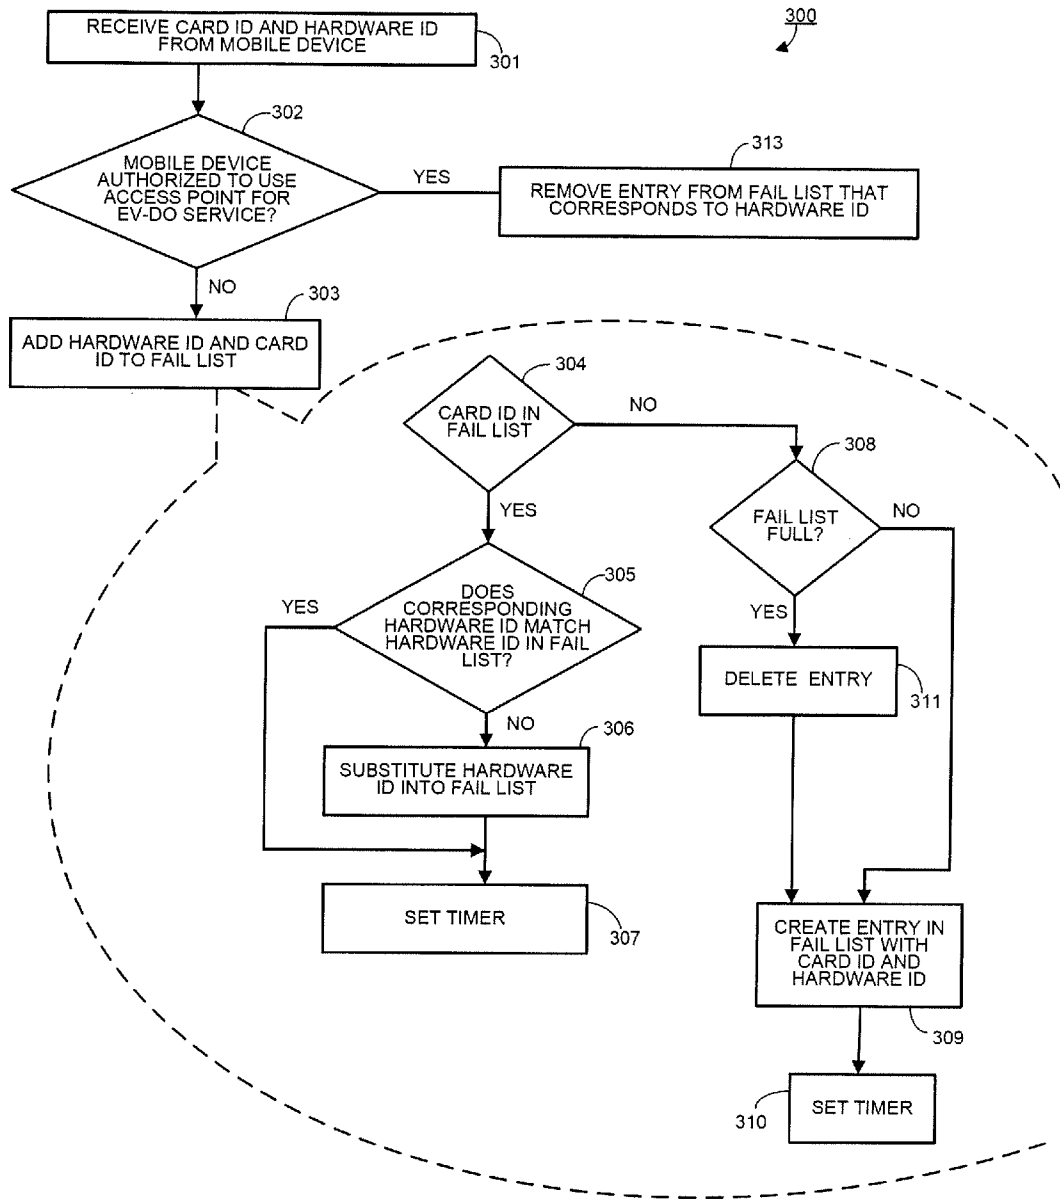 RECEIVE CARD ID AND HARDWARE ID
FROM MOBILE DEVICE
301
300
302
MOBILE DEVICE
AUTHORIZED TO USE
ACCESS POINT FOR
EV-DO SERVICE?
YES
313
REMOVE ENTRY FROM FAIL LIST THAT
CORRESPONDS TO HARDWARE ID
NO
303
ADD HARDWARE ID AND CARD
ID TO FAIL LIST
304
CARD ID IN
FAIL LIST
NO
YES
308
FAIL LIST
FULL?
NO
YES
305
DOES
CORRESPONDING
HARDWARE ID MATCH
HARDWARE ID IN FAIL
LIST?
YES
NO
306
SUBSTITUTE HARDWARE
ID INTO FAIL LIST
DELETE ENTRY
311
SET TIMER
307
CREATE ENTRY IN
FAIL LIST WITH
CARD ID AND
HARDWARE ID
309
SET TIMER
310